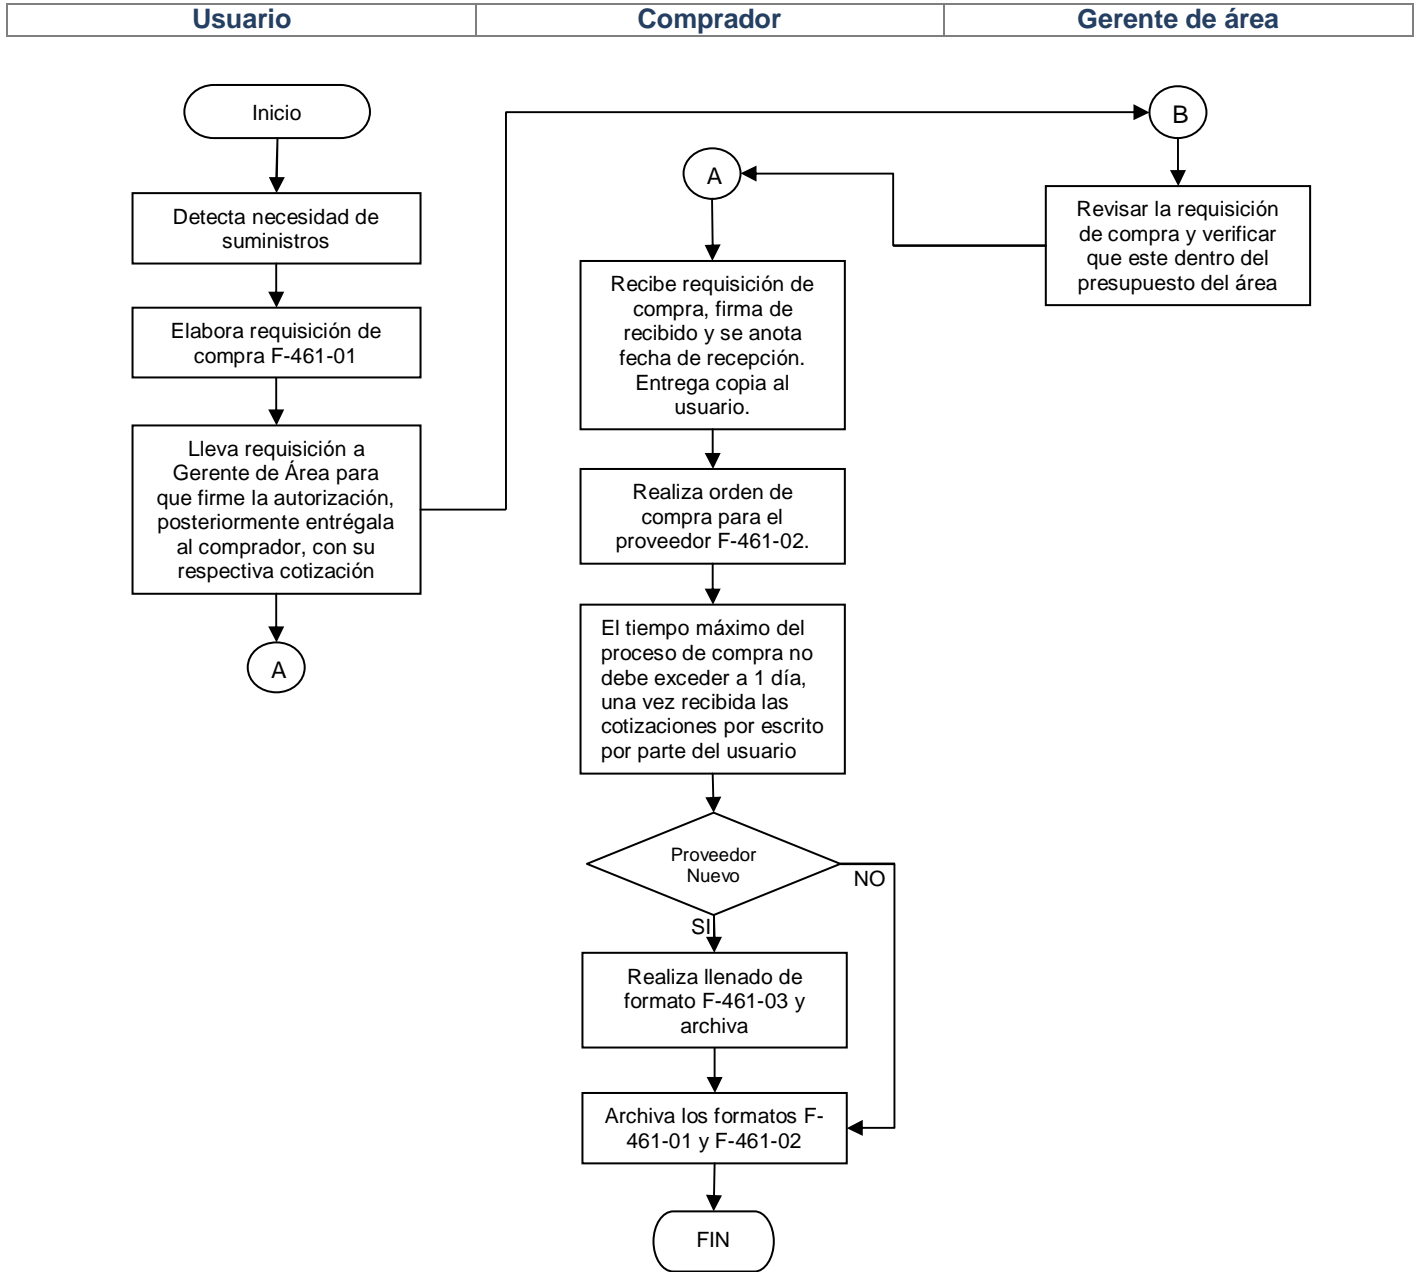 Usuario
Comprador
Gerente de área
Inicio
Detecta necesidad de
suministros
Elabora requisición de
compra F-461-01
Lleva requisición a
Gerente de Área para
que firme la autorización,
posteriormente entrégala
al comprador, con su
respectiva cotización
A
A
Recibe requisición de
compra, firma de
recibido y se anota
fecha de recepción.
Entrega copia al
usuario.
Realiza orden de
compra para el
proveedor F-461-02.
El tiempo máximo del
proceso de compra no
debe exceder a 1 día,
una vez recibida las
cotizaciones por escrito
por parte del usuario
Proveedor
Nuevo
NO
SI
Realiza llenado de
formato F-461-03 y
archiva
Archiva los formatos F-
461-01 y F-461-02
FIN
B
Revisar la requisición
de compra y verificar
que este dentro del
presupuesto del área